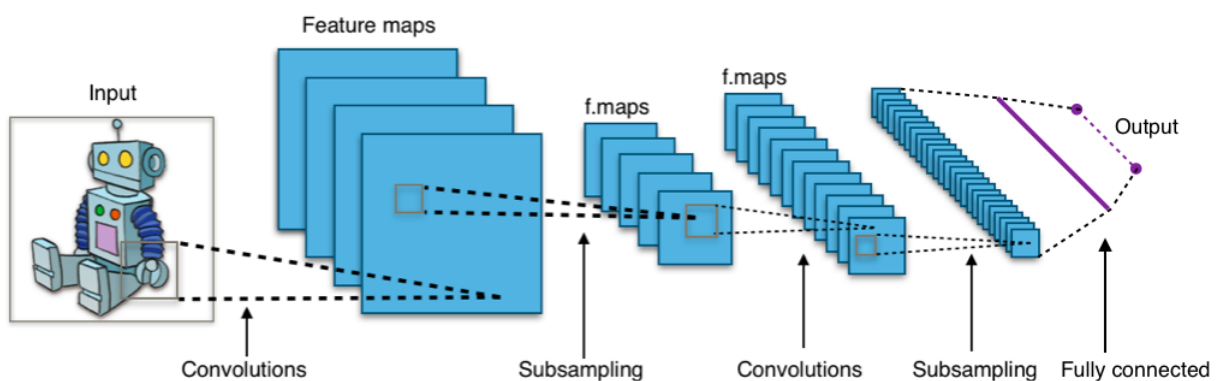 Feature maps
Input
f.maps
f.maps
Output
Convolutions
Subsampling
Convolutions
Subsampling
Fully connected